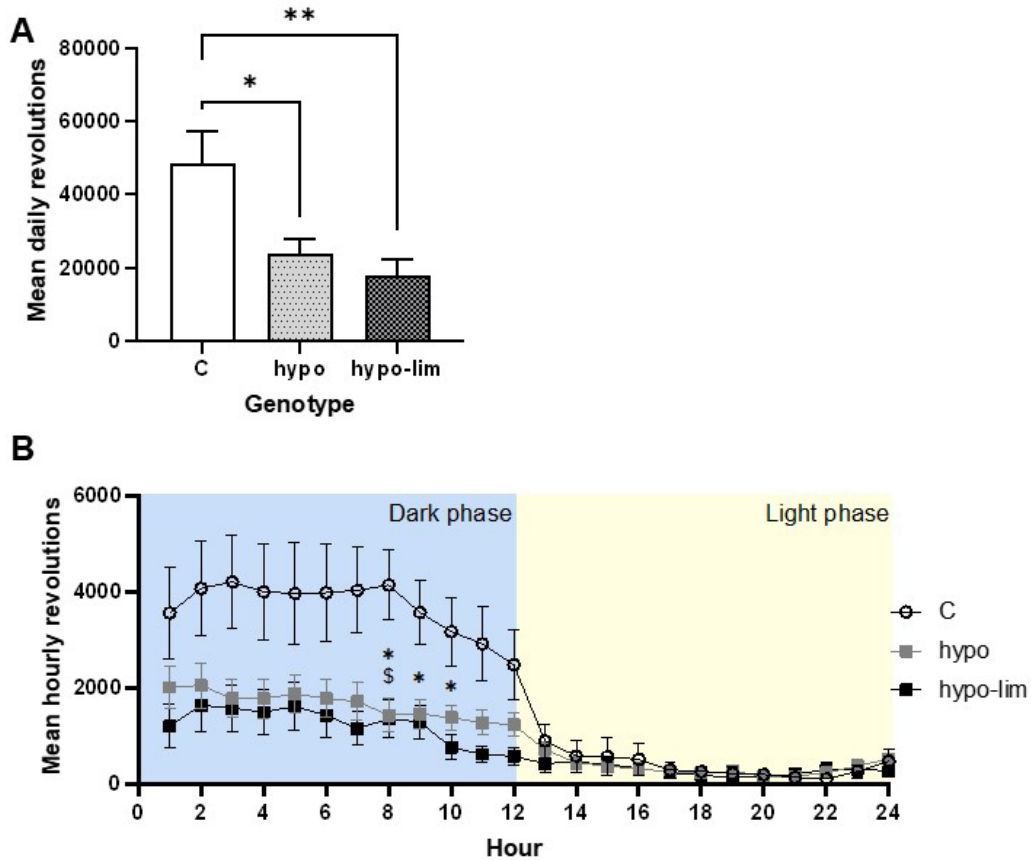 A
**
*
80000
60000
40000
20000
0
Mean daily revolutions
C hypo hypo-lim
Genotype
B
6000
4000
2000
0
Mean hourly revolutions
Dark phase
Light phase
*
$
*
*
C
hypo
hypo-lim
0 2 4 6 8 10 12 14 16 18 20 22 24
Hour